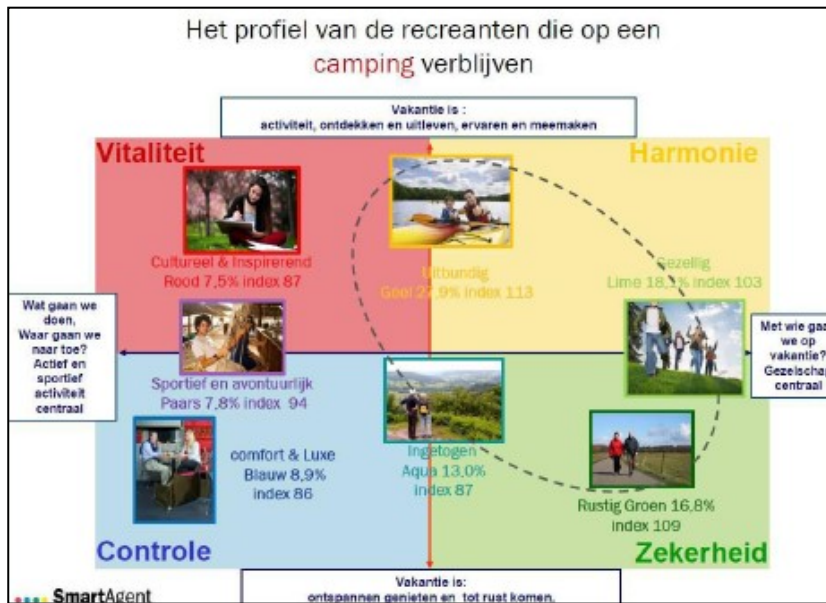 Het profiel van de recreanten die op een
camping verblijven
Vakantie is :
activiteit, ontdekken en uitleven, ervaren en meemaken
Vitaliteit
Harmonie
Cultureel & Inspirerend
Rood 7,5% index 87
Uitbundig
Geel 27,9% index 113
Gezellig
Lime 18,1% index 103
Wat gaan we
doen,
Waar gaan we
naar toe?
Actief en
sportief
activiteit
centraal
Met wie gaan
we op
vakantie?
Gezelschap
centraal
Sportief en avontuurlijk
Paars 7,8% index 94
comfort & Luxe
Blauw 8,9%
index 86
Ingetogen
Aqua 13,0%
index 87
Rustig Groen 16,8%
index 109
Controle
Zekerheid
Vakantie is:
ontspannen genieten en tot rust komen.
SmartAgent